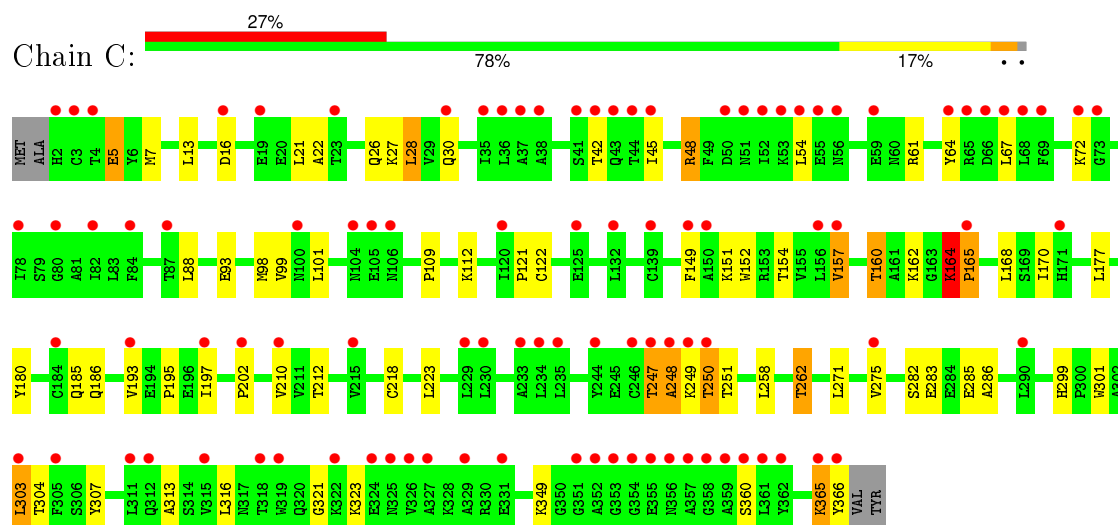 27%
Chain C:
78% 17% • •
MET ALA H2 C3 T4 E5 Y6 M7 L13 D16 E19 E20 L21 A22 T23 Q26 K27 L28 V29 Q30 I35 L36 A37 A38 S41 T42 Q43 T44 I45 R48 F49 D50 N51 I52 K53 L54 E55 N56 E59 N60 R61 Y64 R65 D66 L67 L68 F69 K72 G73
I78 S79 G80 A81 I82 L83 F84 T87 L88 E93 M98 V99 N100 L101 N104 E105 N106 P109 K112 I120 P121 C122 E125 L132 C139 F149 A150 K151 W152 R153 T154 V155 L156 V157 T160 A161 K162 G163 K164 P165 L168 S169 I170 H171 L177
Y180 C184 Q185 Q186 V193 E194 P195 E196 I197 P202 V210 V211 T212 V215 C218 L223 L229 L230 A233 L234 L235 Y244 E245 C246 T247 A248 K249 T250 T251 L258 T262 L271 V275 S282 E283 E284 E285 A286 L290 H299 P300 W301 A302
L303 T304 F305 S306 Y307 L311 Q312 A313 S314 V315 L316 N317 T318 W319 Q320 G321 K322 K323 E324 N325 V326 A327 K328 A329 R330 E331 K349 G350 G351 A352 G353 G354 E355 N356 A357 G358 A359 S360 L361 Y362 K365 Y366 VAL TYR